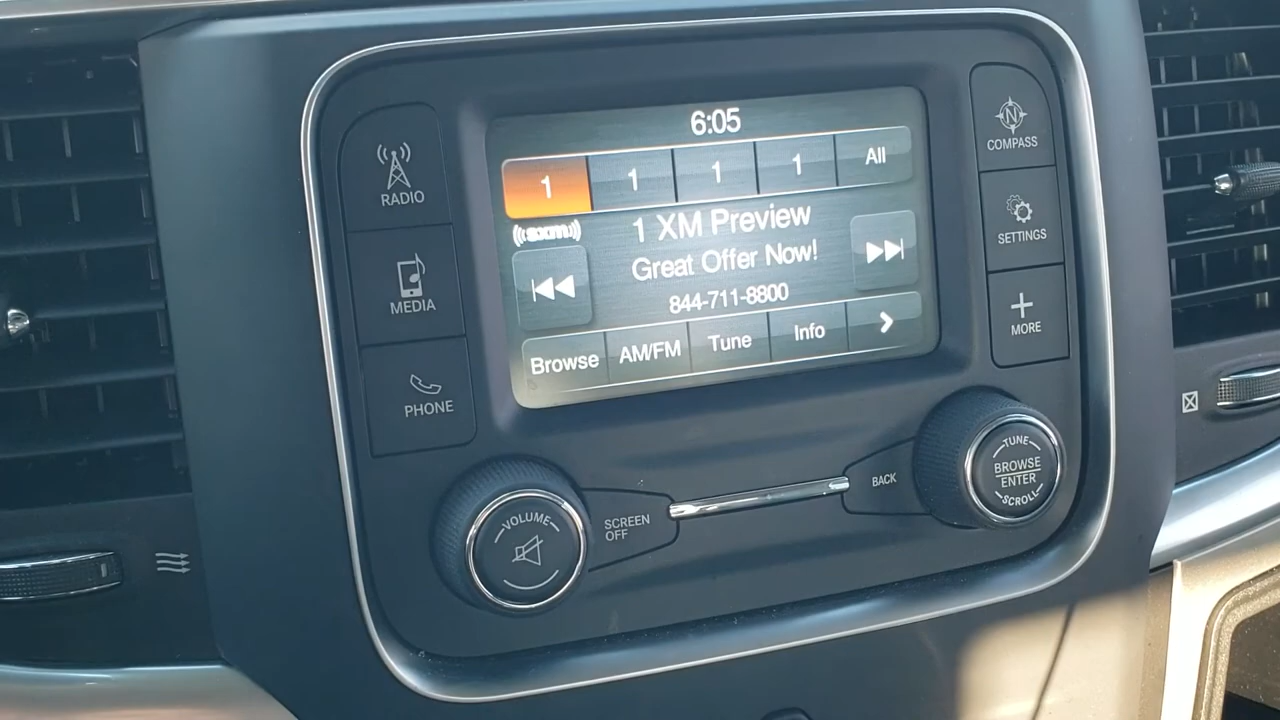 6:05
1 1 1 1 All
((sxm))
1 XM Preview
Great Offer Now!
844-711-8800
Browse AM/FM Tune Info
RADIO
MEDIA
PHONE
N
COMPASS
SETTINGS
MORE
VOLUME
SCREEN
OFF
BACK
TUNE
BROWSE
ENTER
SCROLL